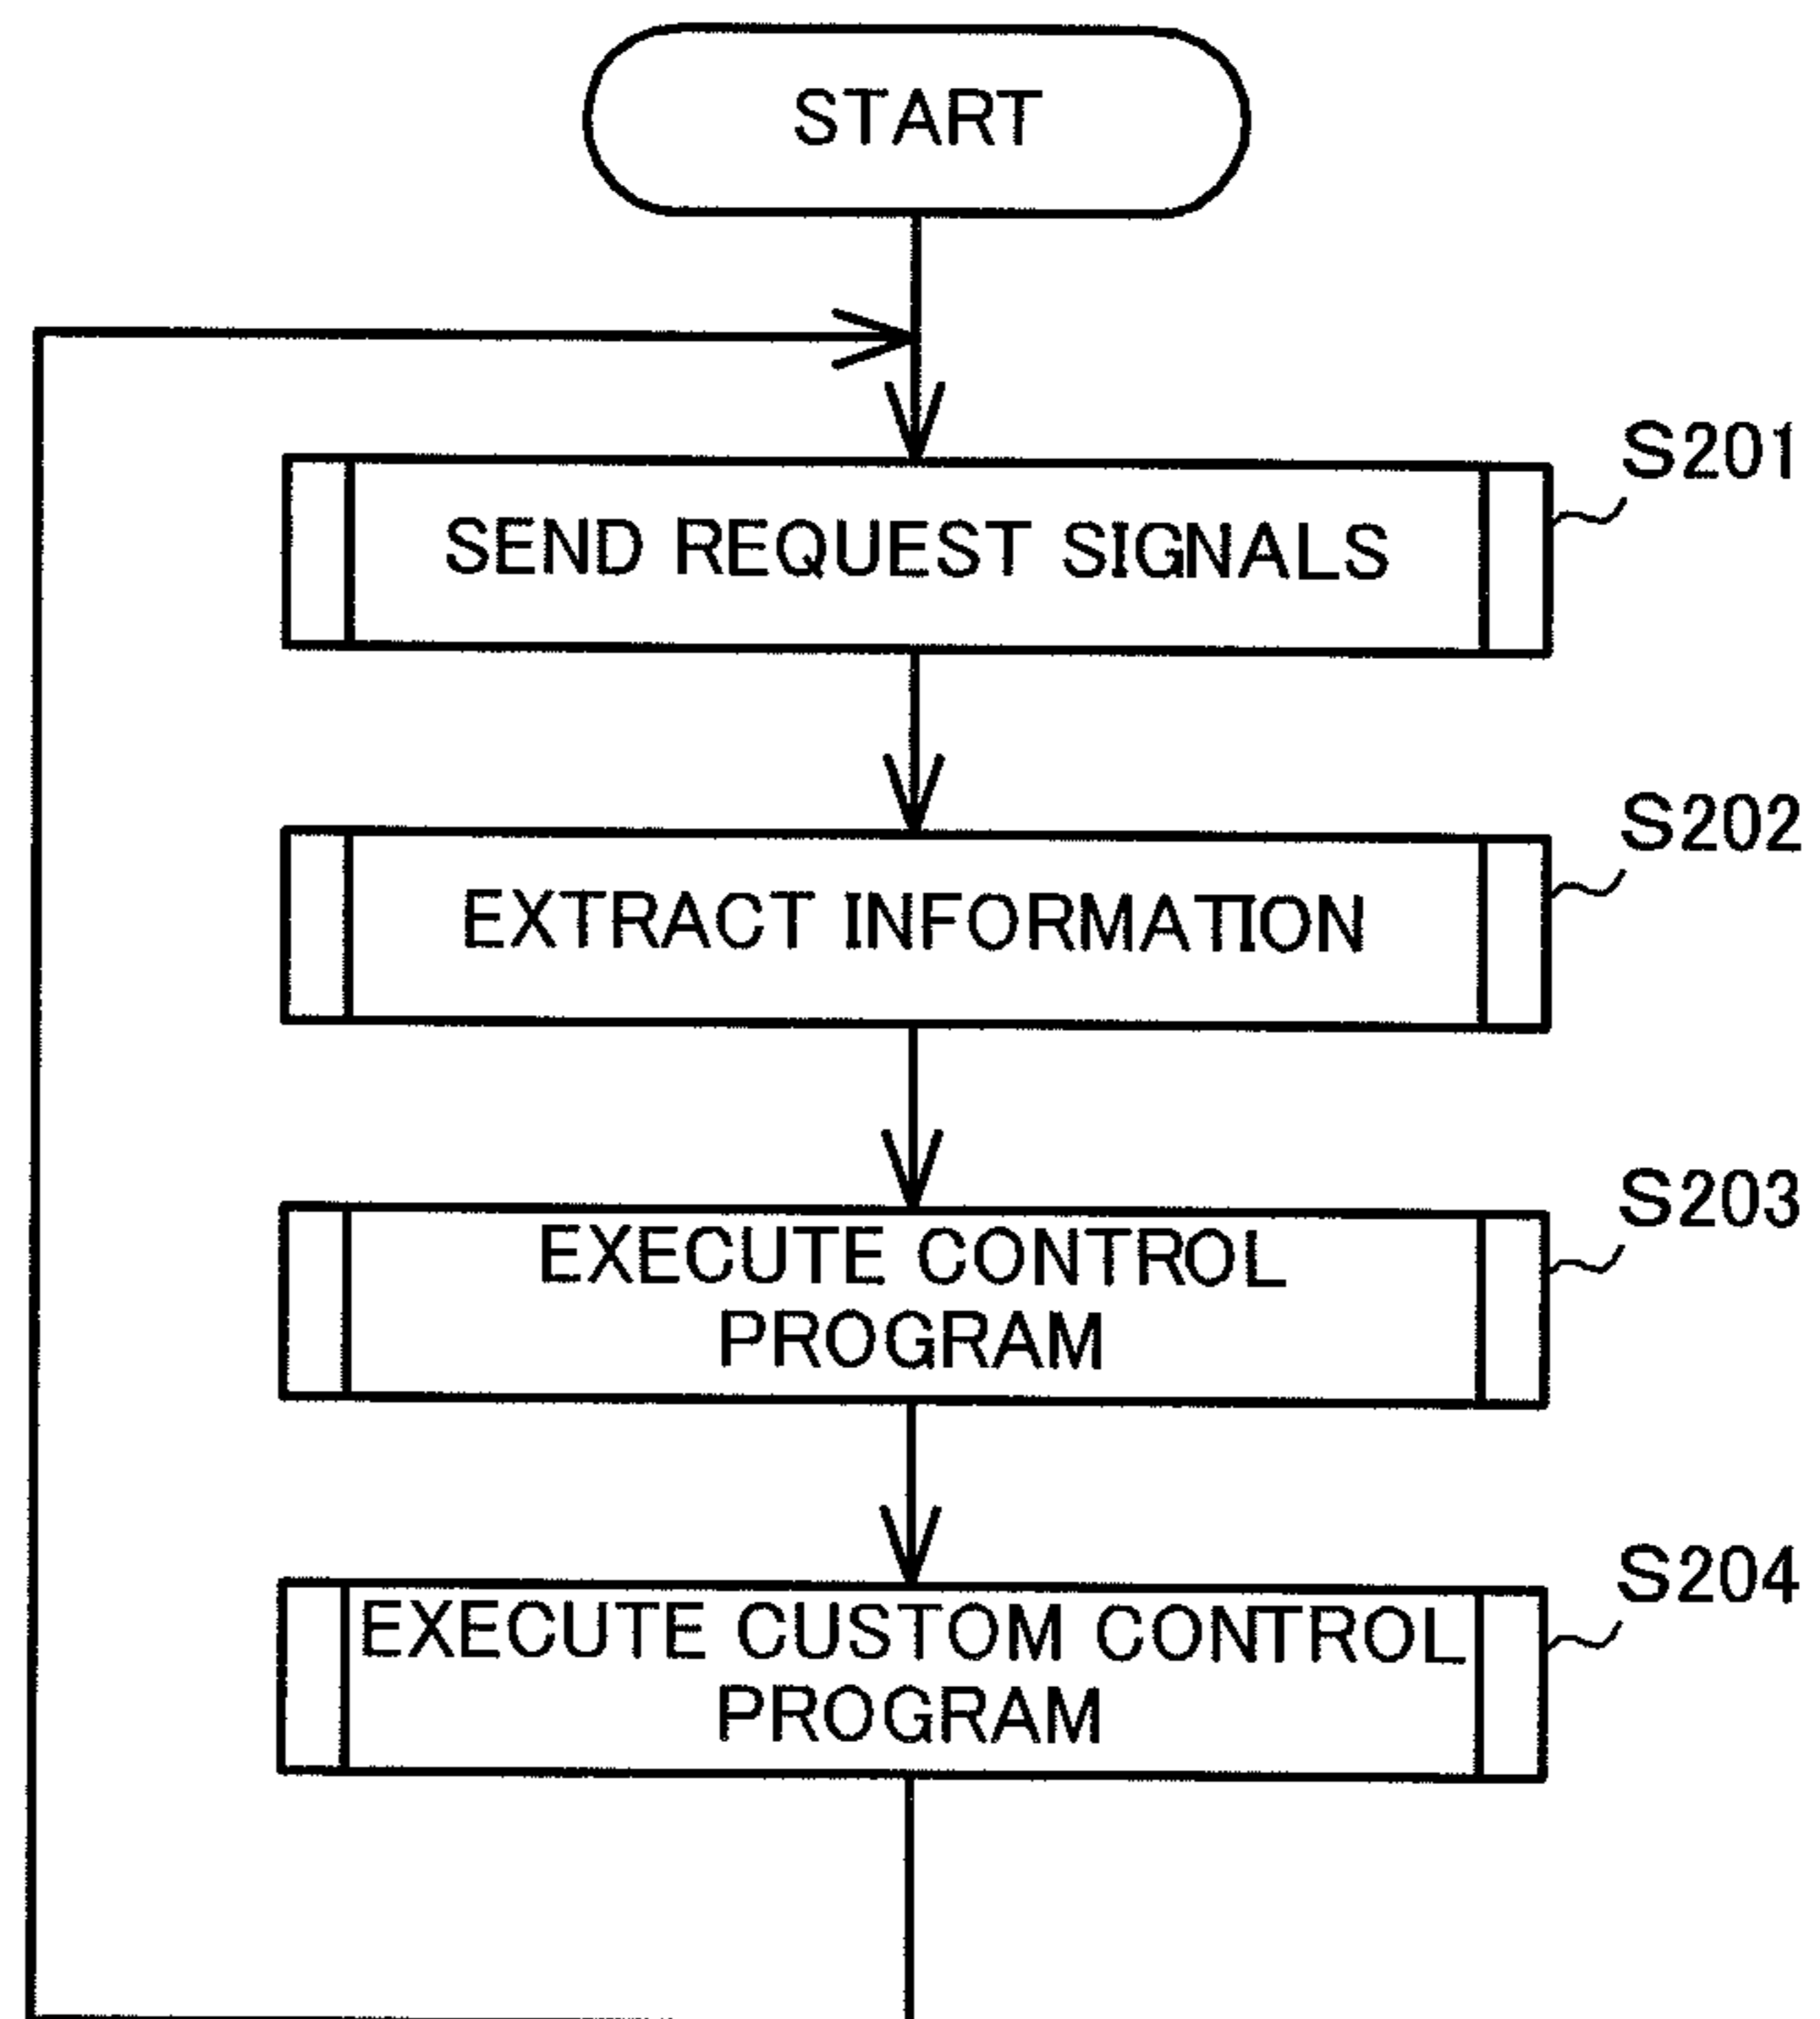 START
S201
SEND REQUEST SIGNALS
S202
EXTRACT INFORMATION
S203
EXECUTE CONTROL
PROGRAM
S204
EXECUTE CUSTOM CONTROL
PROGRAM